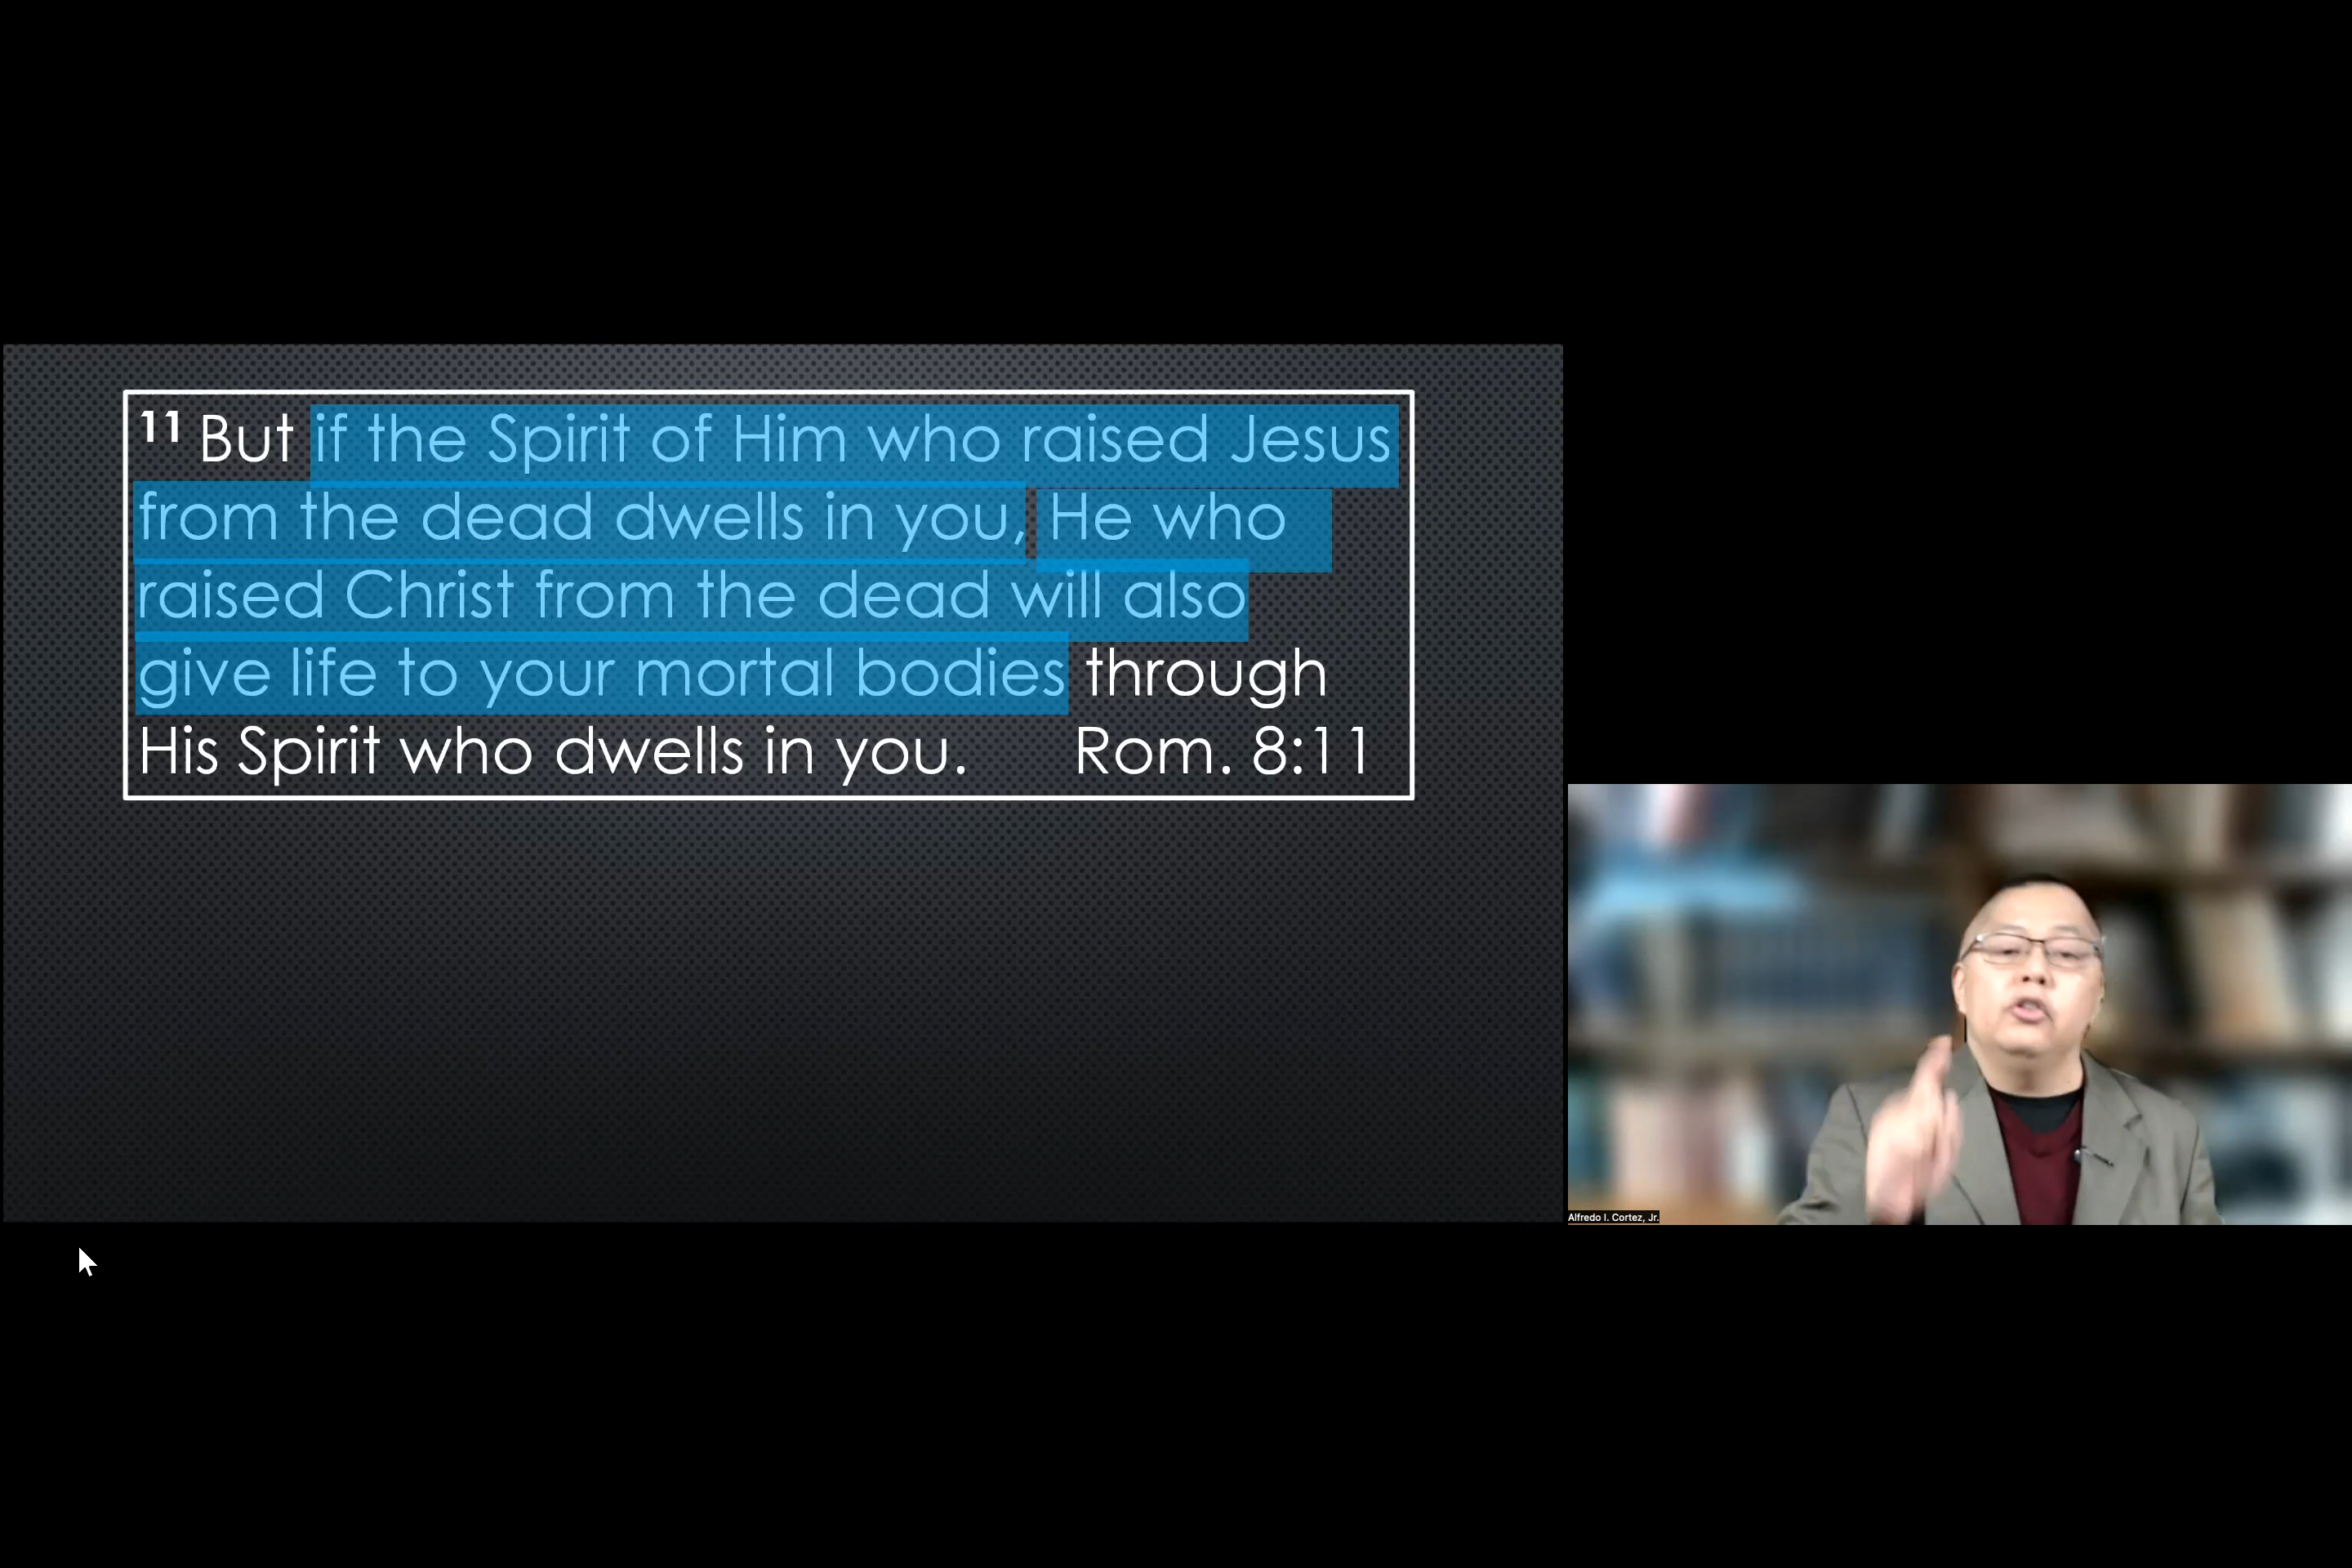 11 But if the Spirit of Him who raised Jesus
from the dead dwells in you, He who
raised Christ from the dead will also
give life to your mortal bodies through
His Spirit who dwells in you. Rom. 8:11
Alfredo I. Cortez, Jr.